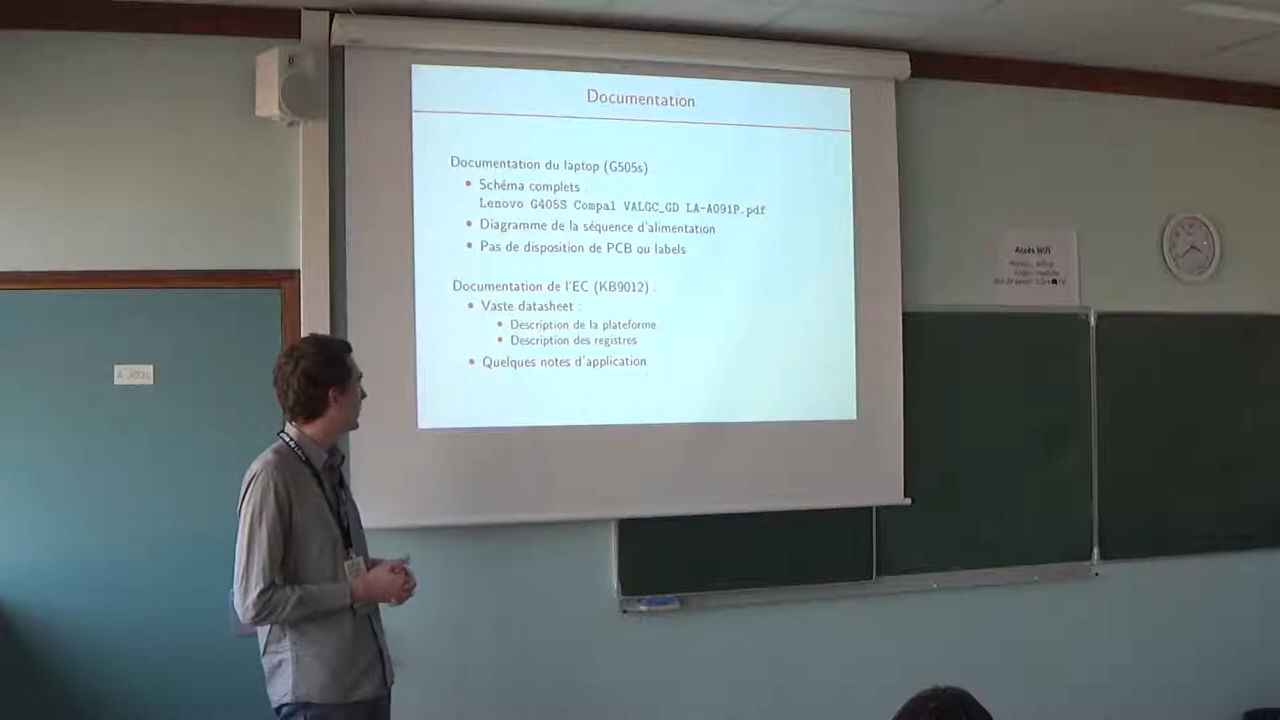 Documentation
Documentation du laptop (G505s)
Schéma complets :
Lenovo G405S Compal VALGC_GD LA-A091P.pdf
Diagramme de la séquence d'alimentation
Pas de disposition de PCB ou labels
Documentation de l'EC (KB9012) :
Vaste datasheet :
Description de la plateforme
Description des registres
Quelques notes d'application
Accès Wifi